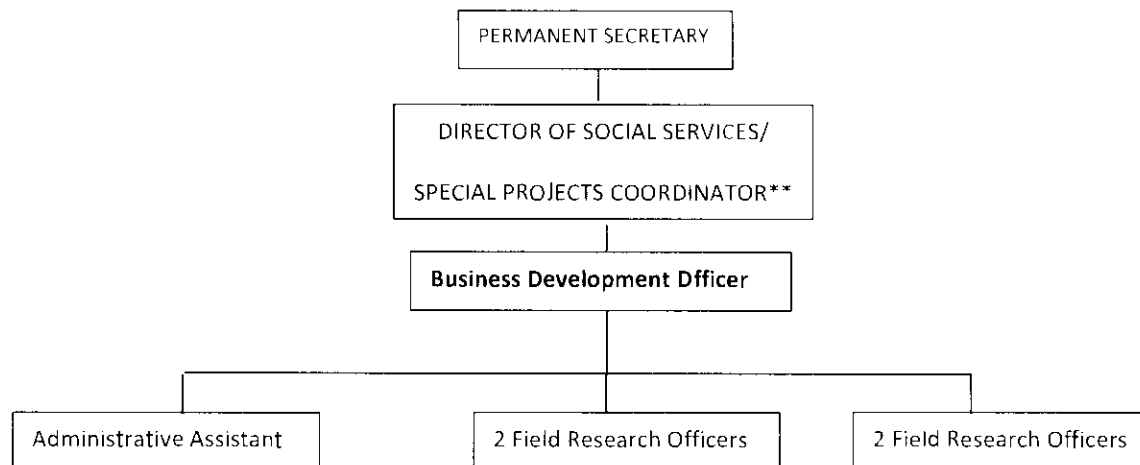 PERMANENT SECRETARY
DIRECTOR OF SOCIAL SERVICES/
SPECIAL PROJECTS COORDINATOR**
Business Development Dfficer
Administrative Assistant
2 Field Research Officers
2 Field Research Officers